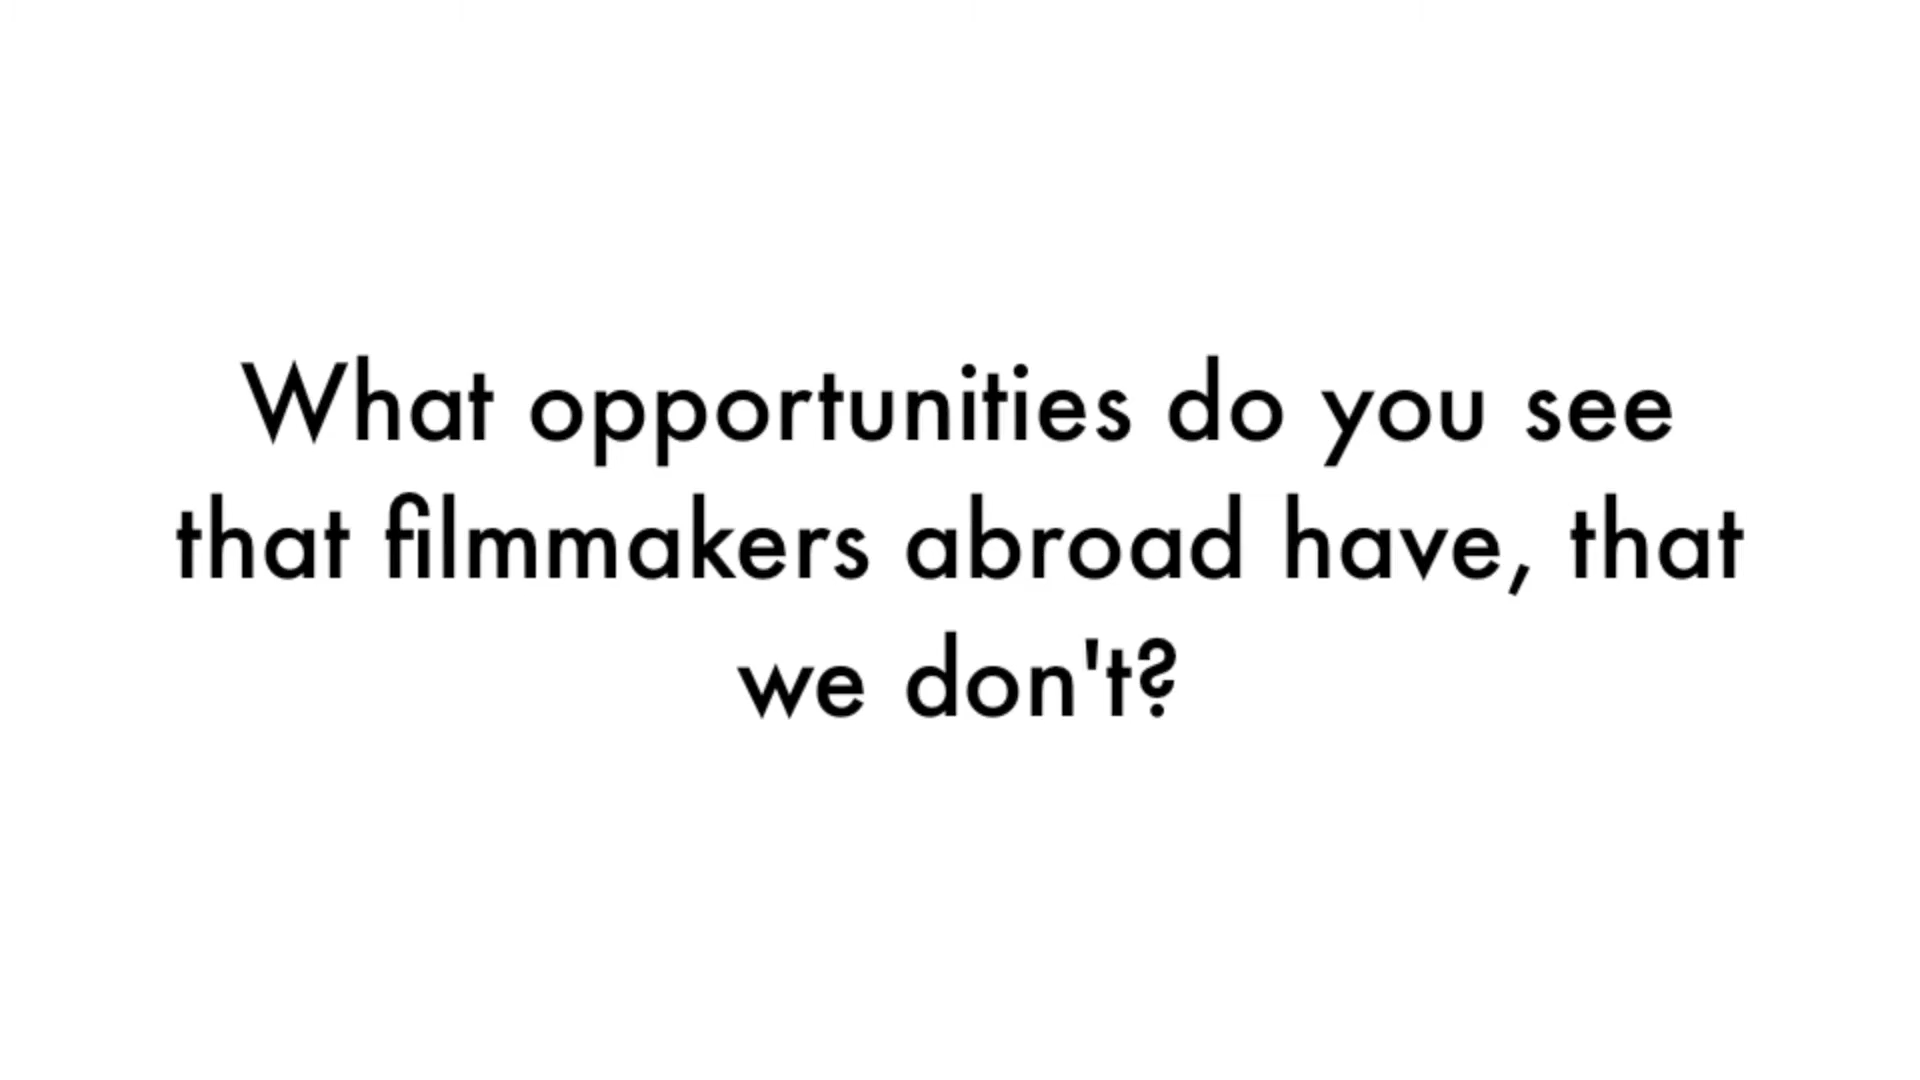 What opportunities do you see
that filmmakers abroad have, that
we don't?